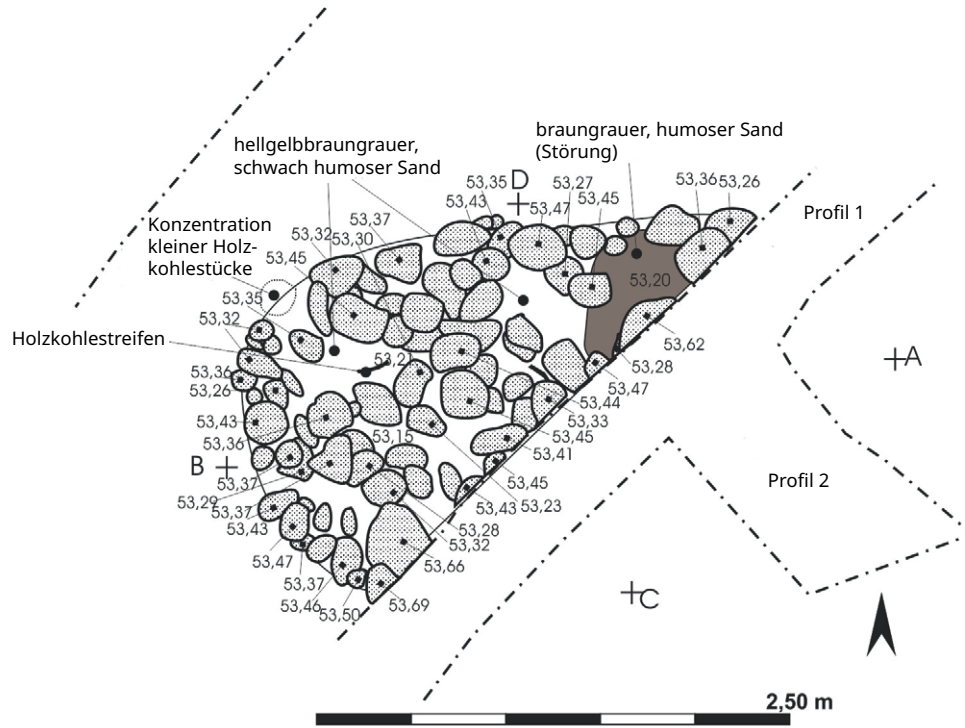 braungrauer, humoser Sand
(Störung)
hellgelbbraungrauer,
schwach humoser Sand
D
53,35
53,27
53,36
53,26
53,43
53,47
53,45
Profil 1
Konzentration
kleiner Holz-
kohlestücke
53,37
53,32
53,30
53,45
53,20
53,35
53,32
Holzkohlestreifen
53,62
A
53,21
53,28
53,36
53,47
53,26
53,44
53,33
53,43
53,45
53,36
53,15
53,41
B
Profil 2
53,37
53,45
53,29
53,37
53,43
53,23
53,43
53,28
53,32
53,47
53,66
53,37
53,69
53,46
53,50
C
2,50 m